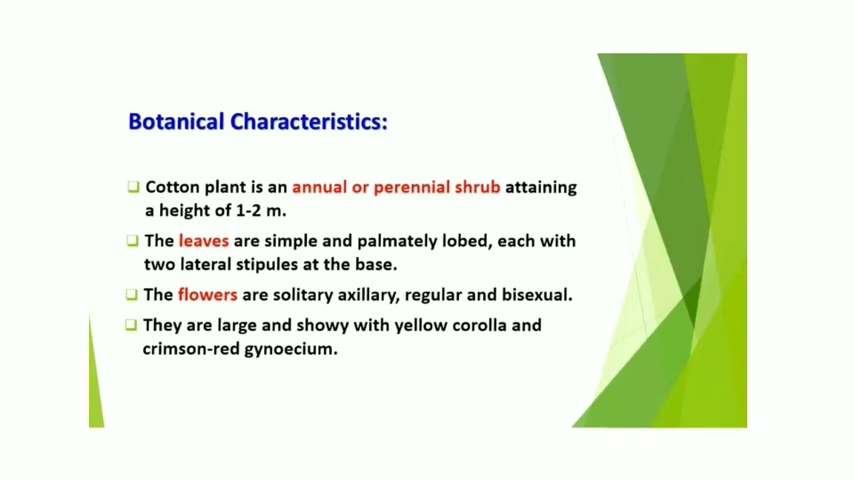 Botanical Characteristics:
❑ Cotton plant is an annual or perennial shrub attaining
a height of 1-2 m.
❑ The leaves are simple and palmately lobed, each with
two lateral stipules at the base.
❑ The flowers are solitary axillary, regular and bisexual.
❑ They are large and showy with yellow corolla and
crimson-red gynoecium.